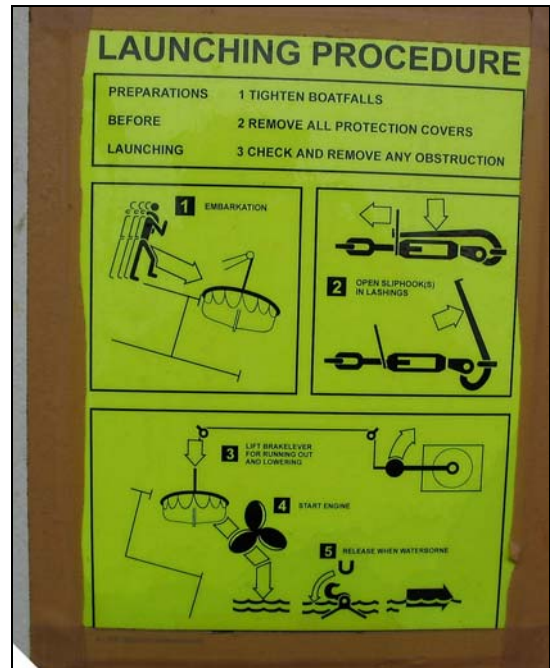 LAUNCHING PROCEDURE
PREPARATIONS 1 TIGHTEN BOATFALLS
BEFORE 2 REMOVE ALL PROTECTION COVERS
LAUNCHING 3 CHECK AND REMOVE ANY OBSTRUCTION
1 EMBARKATION
2 OPEN SLIPHOOK(S)
IN LASHINGS
3 LIFT BRAKELEVER
FOR RUNNING OUT
AND LOWERING
4 START ENGINE
5 RELEASE WHEN WATERBORNE